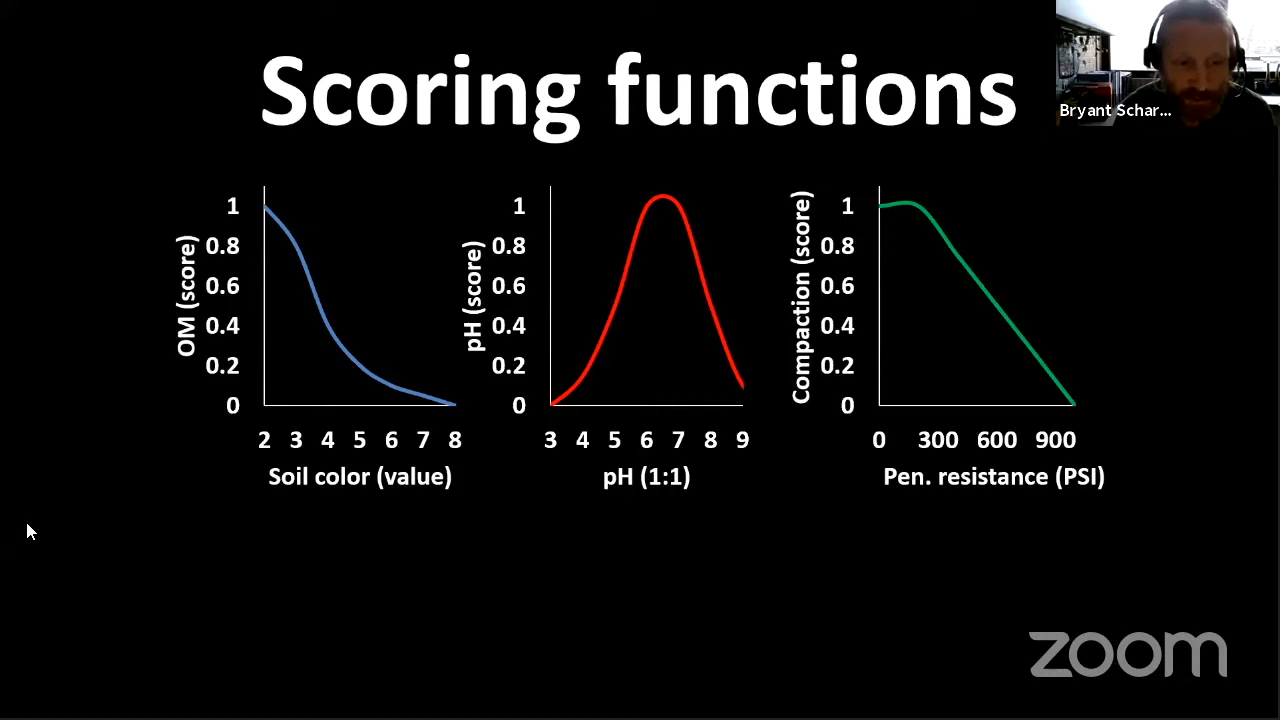 Scoring functions
Bryant Schar...
OM (score)
1
0.8
0.6
0.4
0.2
0
2 3 4 5 6 7 8
Soil color (value)
pH (score)
1
0.8
0.6
0.4
0.2
0
3 4 5 6 7 8 9
pH (1:1)
Compaction (score)
1
0.8
0.6
0.4
0.2
0
0 300 600 900
Pen. resistance (PSI)
zoom